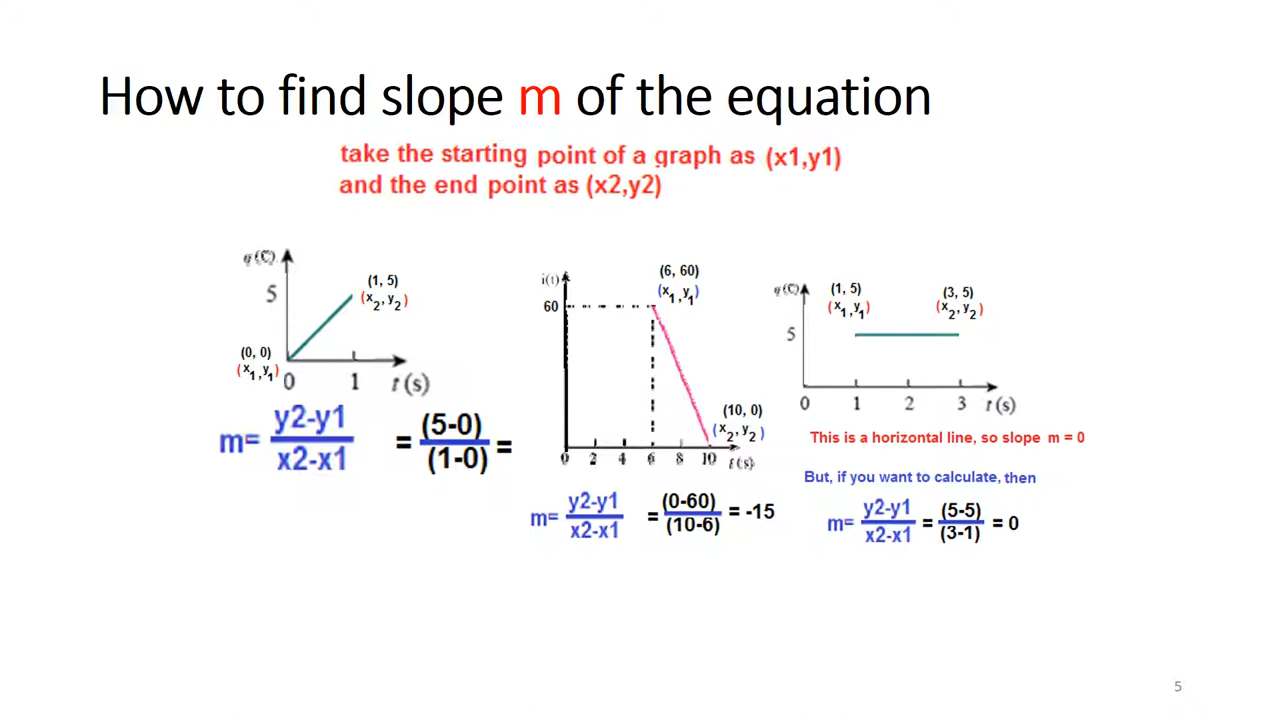 How to find slope m of the equation
take the starting point of a graph as (x1,y1)
and the end point as (x2,y2)
q(C)
5
(1, 5)
(x2, y2)
(0, 0)
(x1,y1)
0 1 t(s)
m= y2-y1 = (5-0) =
x2-x1 (1-0)
i(t)
60
(6, 60)
(x1,y1)
(10, 0)
(x2, y2)
0 2 4 6 8 10 t(s)
m= y2-y1 = (0-60) = -15
x2-x1 (10-6)
q(C)
5
(1, 5)
(x1,y1)
(3, 5)
(x2, y2)
0 1 2 3 t(s)
This is a horizontal line, so slope m = 0
But, if you want to calculate, then
m= y2-y1 = (5-5) = 0
x2-x1 (3-1)
5